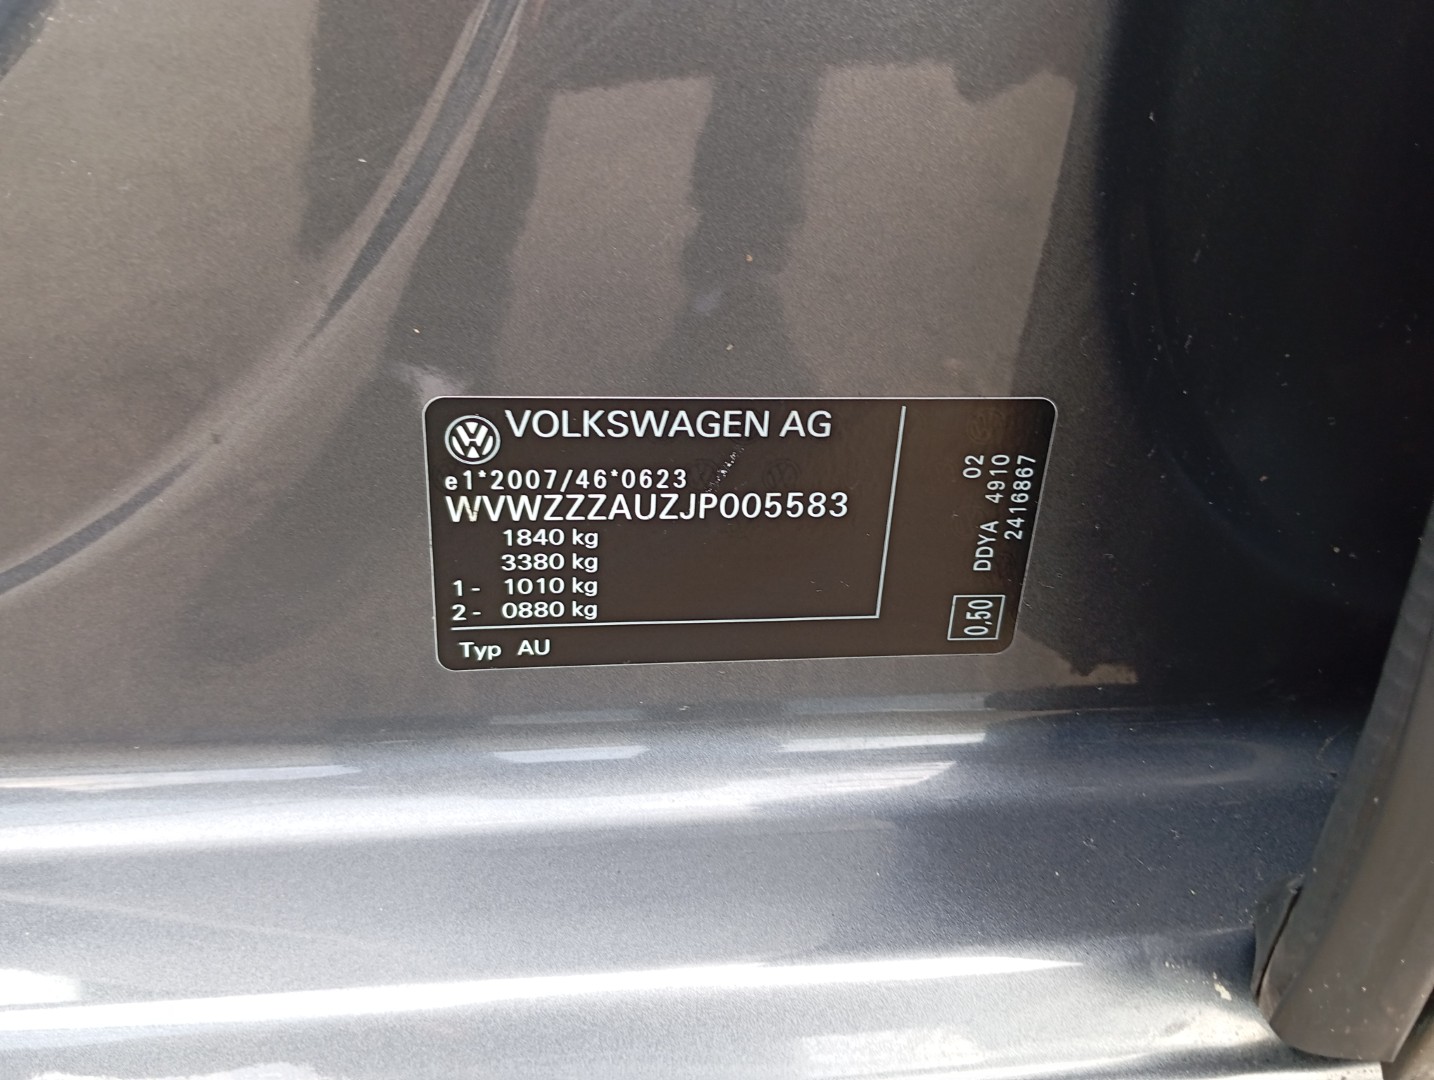 VOLKSWAGEN AG
e1*2007/46*0623
WVWZZZAUZJP005583
1840 kg
3380 kg
1- 1010 kg
2- 0880 kg
Typ AU
02
DDYA 4910
2416867
0,50